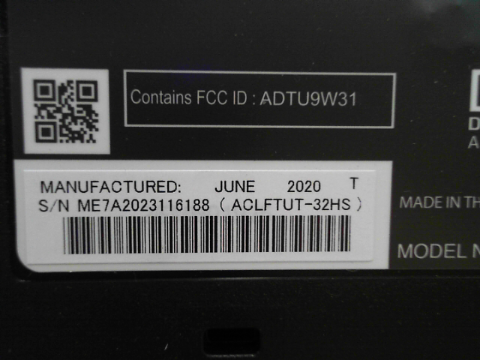 Contains FCC ID : ADTU9W31
D
A
MANUFACTURED: JUNE 2020 T
S/N ME7A2023116188 ( ACLFTUT-32HS )
MADE IN TH
MODEL N